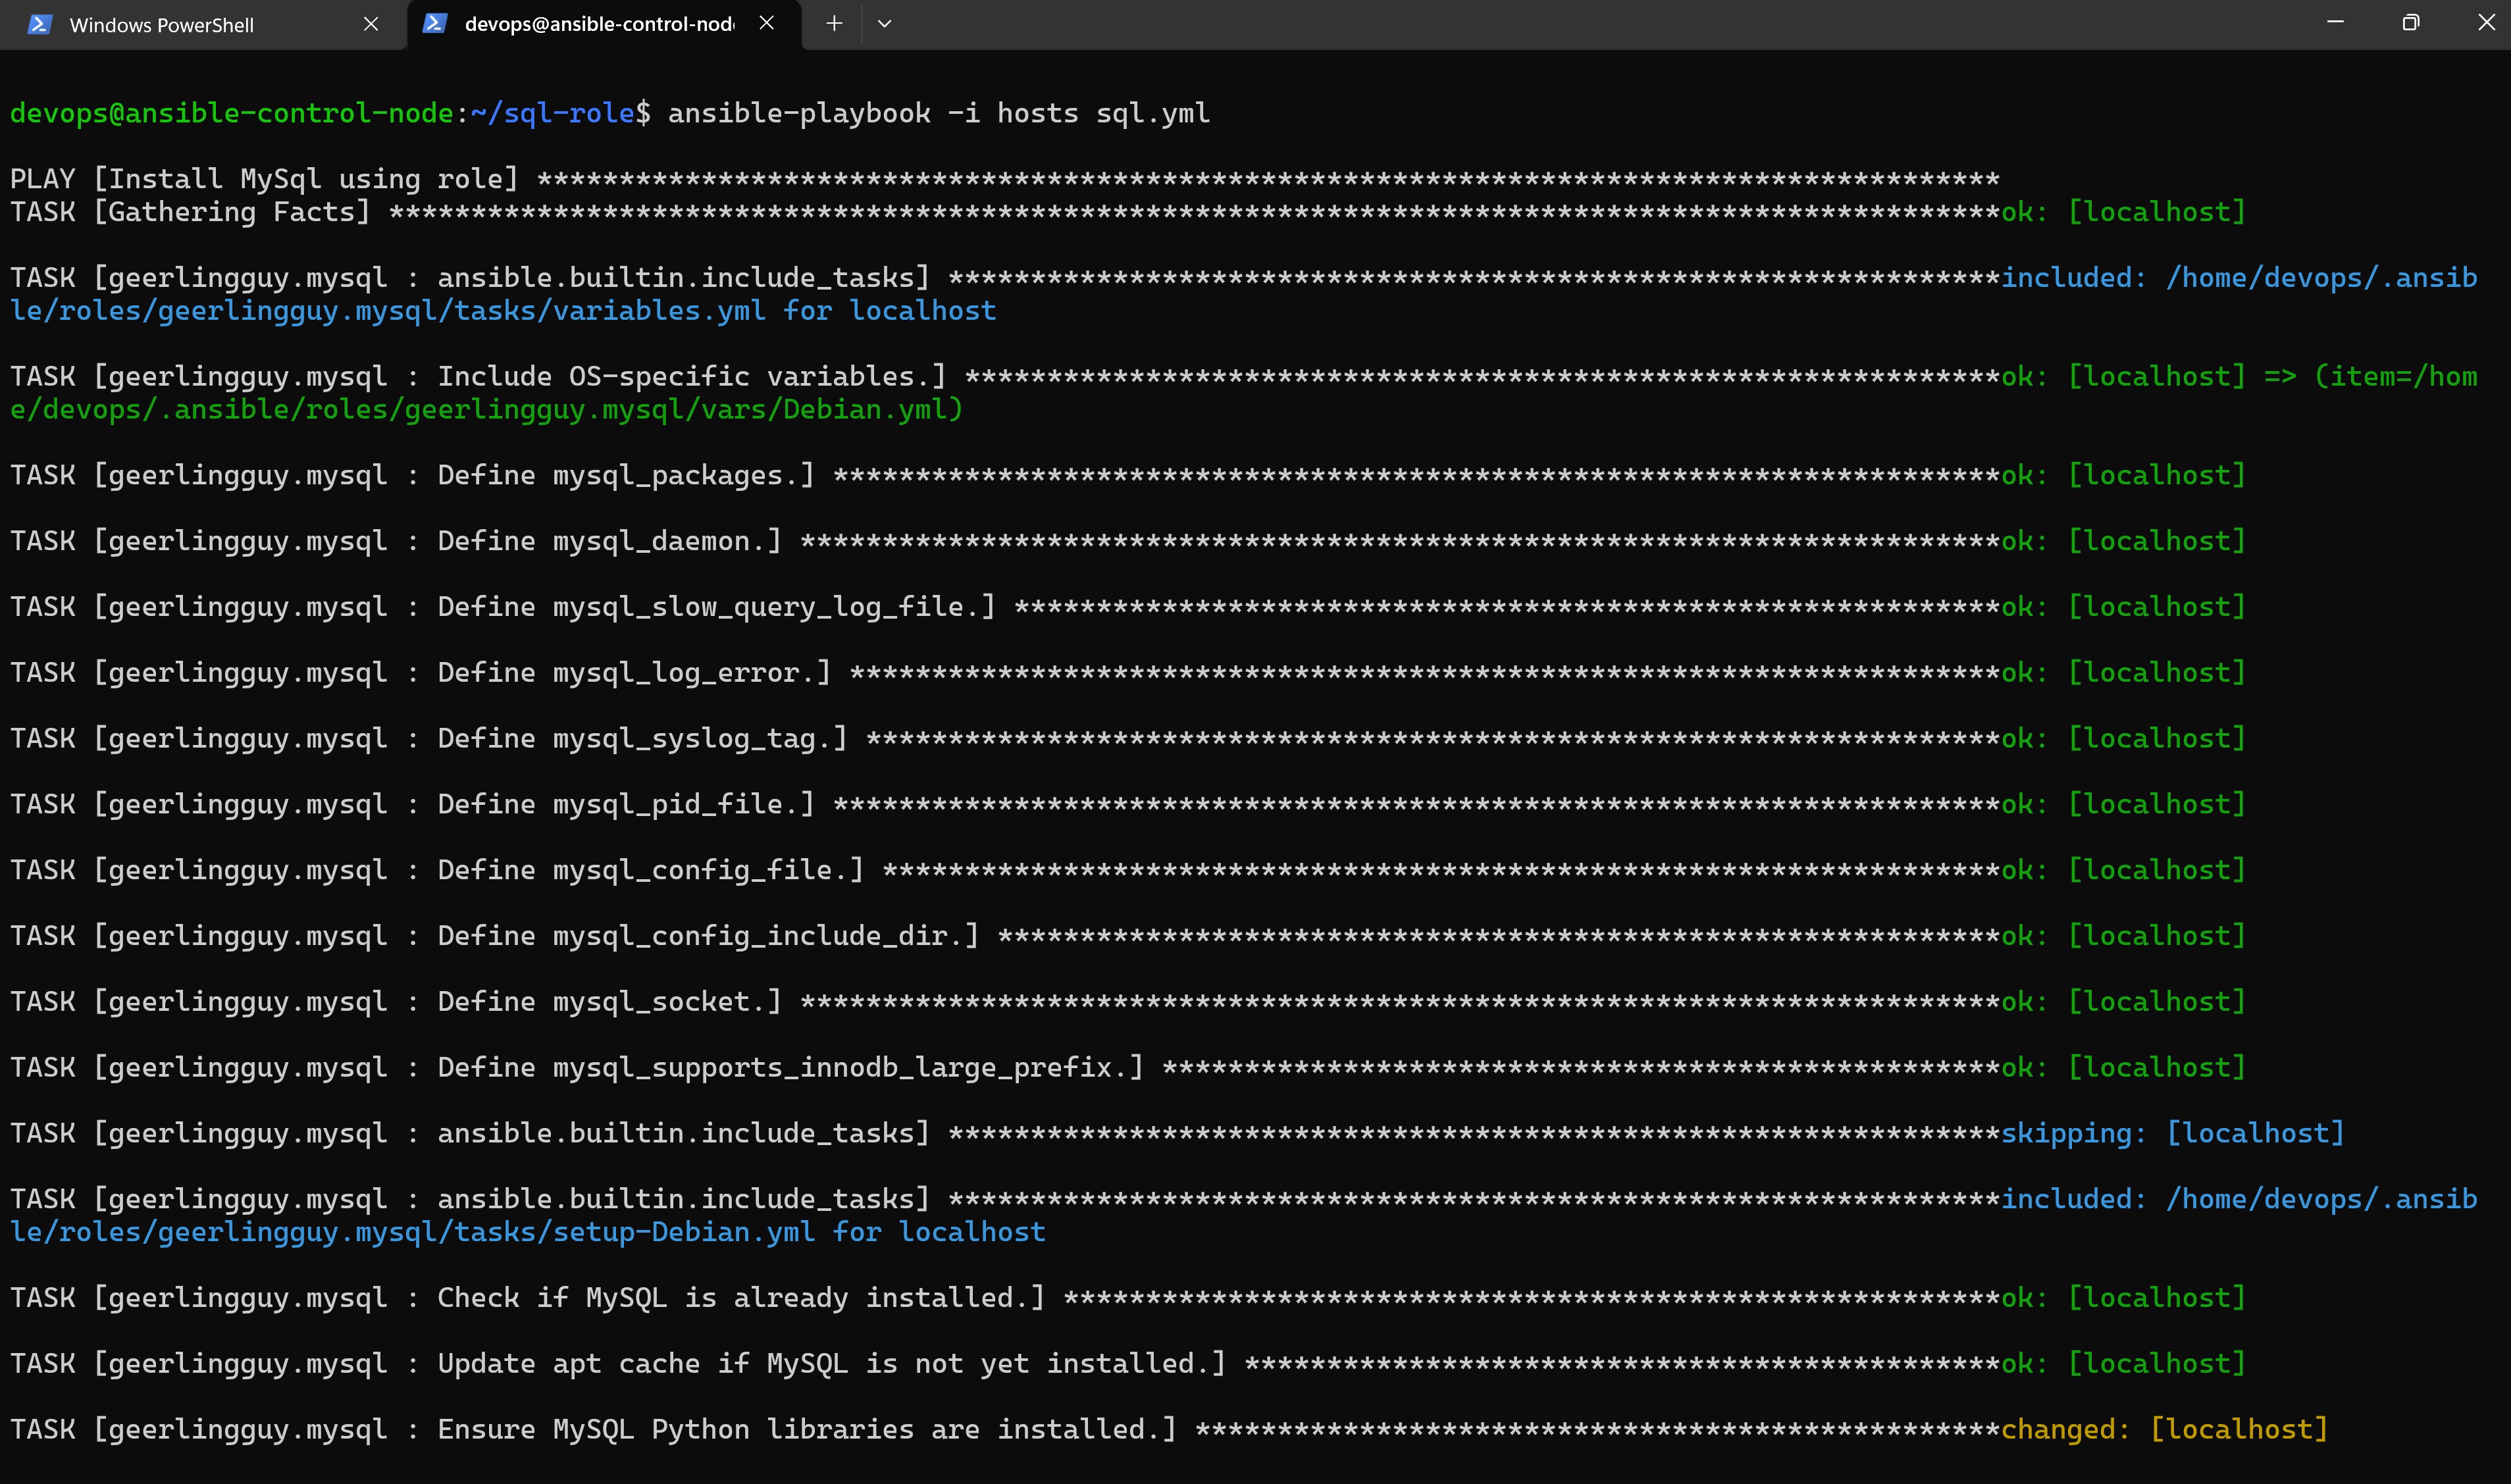 Windows PowerShell
devops@ansible-control-nod
devops@ansible-control-node:~/sql-role$ ansible-playbook -i hosts sql.yml
PLAY [Install MySql using role] *****************************************************************************************
TASK [Gathering Facts] **************************************************************************************************ok: [localhost]
TASK [geerlingguy.mysql : ansible.builtin.include_tasks] ****************************************************************included: /home/devops/.ansib
le/roles/geerlingguy.mysql/tasks/variables.yml for localhost
TASK [geerlingguy.mysql : Include OS-specific variables.] ***************************************************************ok: [localhost] => (item=/hom
e/devops/.ansible/roles/geerlingguy.mysql/vars/Debian.yml)
TASK [geerlingguy.mysql : Define mysql_packages.] ***********************************************************************ok: [localhost]
TASK [geerlingguy.mysql : Define mysql_daemon.] *************************************************************************ok: [localhost]
TASK [geerlingguy.mysql : Define mysql_slow_query_log_file.] ************************************************************ok: [localhost]
TASK [geerlingguy.mysql : Define mysql_log_error.] **********************************************************************ok: [localhost]
TASK [geerlingguy.mysql : Define mysql_syslog_tag.] *********************************************************************ok: [localhost]
TASK [geerlingguy.mysql : Define mysql_pid_file.] ***********************************************************************ok: [localhost]
TASK [geerlingguy.mysql : Define mysql_config_file.] ********************************************************************ok: [localhost]
TASK [geerlingguy.mysql : Define mysql_config_include_dir.] *************************************************************ok: [localhost]
TASK [geerlingguy.mysql : Define mysql_socket.] *************************************************************************ok: [localhost]
TASK [geerlingguy.mysql : Define mysql_supports_innodb_large_prefix.] ***************************************************ok: [localhost]
TASK [geerlingguy.mysql : ansible.builtin.include_tasks] ****************************************************************skipping: [localhost]
TASK [geerlingguy.mysql : ansible.builtin.include_tasks] ****************************************************************included: /home/devops/.ansib
le/roles/geerlingguy.mysql/tasks/setup-Debian.yml for localhost
TASK [geerlingguy.mysql : Check if MySQL is already installed.] *********************************************************ok: [localhost]
TASK [geerlingguy.mysql : Update apt cache if MySQL is not yet installed.] **********************************************ok: [localhost]
TASK [geerlingguy.mysql : Ensure MySQL Python libraries are installed.] *************************************************changed: [localhost]